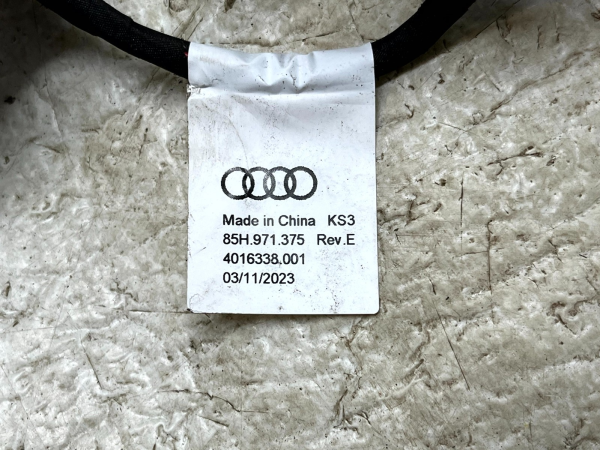 Made in China KS3
85H.971.375 Rev.E
4016338.001
03/11/2023